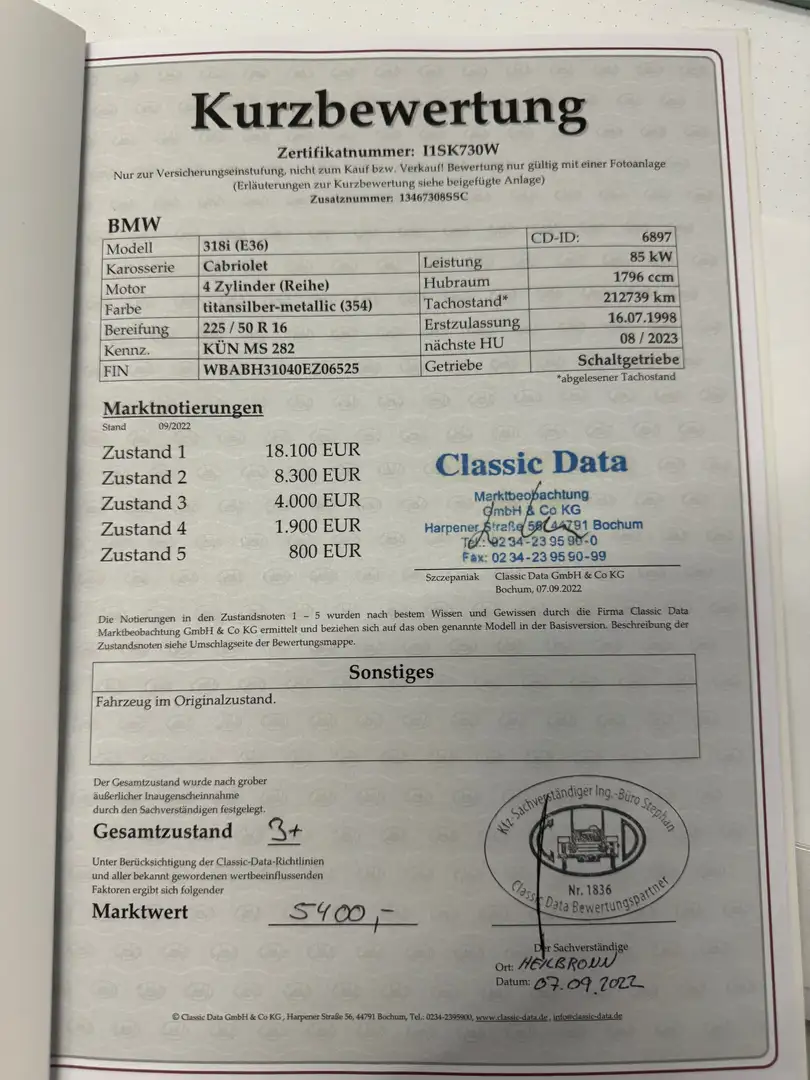 Kurzbewertung
Zertifikatnummer: I1SK730W
Nur zur Versicherungseinstufung, nicht zum Kauf bzw. Verkauf! Bewertung nur gültig mit einer Fotoanlage
(Erläuterungen zur Kurzbewertung siehe beigefügte Anlage)
Zusatznummer: 13467308SSC
BMW
CD-ID: 6897
Modell 318i (E36)
Karosserie Cabriolet Leistung 85 kW
Motor 4 Zylinder (Reihe) Hubraum 1796 ccm
Farbe titansilber-metallic (354) Tachostand* 212739 km
Bereifung 225 / 50 R 16 Erstzulassung 16.07.1998
Kennz. KÜN MS 282 nächste HU 08 / 2023
FIN WBABH31040EZ06525 Getriebe Schaltgetriebe
*abgelesener Tachostand
Marktnotierungen
Stand 09/2022
Zustand 1 18.100 EUR
Zustand 2 8.300 EUR
Zustand 3 4.000 EUR
Zustand 4 1.900 EUR
Zustand 5 800 EUR
Classic Data
Marktbeobachtung
GmbH & Co KG
Harpener Straße 56, 44791 Bochum
Tel.: 02 34 - 23 95 90-0
Fax: 02 34 - 23 95 90-99
Szczepaniak Classic Data GmbH & Co KG
Bochum, 07.09.2022
Die Notierungen in den Zustandsnoten 1 – 5 wurden nach bestem Wissen und Gewissen durch die Firma Classic Data
Marktbeobachtung GmbH & Co KG ermittelt und beziehen sich auf das oben genannte Modell in der Basisversion. Beschreibung der
Zustandsnoten siehe Umschlagseite der Bewertungsmappe.
Sonstiges
Fahrzeug im Originalzustand.
Der Gesamtzustand wurde nach grober
äußerlicher Inaugenscheinnahme
durch den Sachverständigen festgelegt.
Gesamtzustand 3+
Unter Berücksichtigung der Classic-Data-Richtlinien
und aller bekannt gewordenen wertbeeinflussenden
Faktoren ergibt sich folgender
Marktwert 5400,-
Kfz-Sachverständiger Ing.-Büro Stephan
Nr. 1836
Classic Data Bewertungspartner
Der Sachverständige
Ort: HEILBRONN
Datum: 07.09.2022
© Classic Data GmbH & Co KG , Harpener Straße 56, 44791 Bochum, Tel.: 0234-2395900, www.classic-data.de , info@classic-data.de